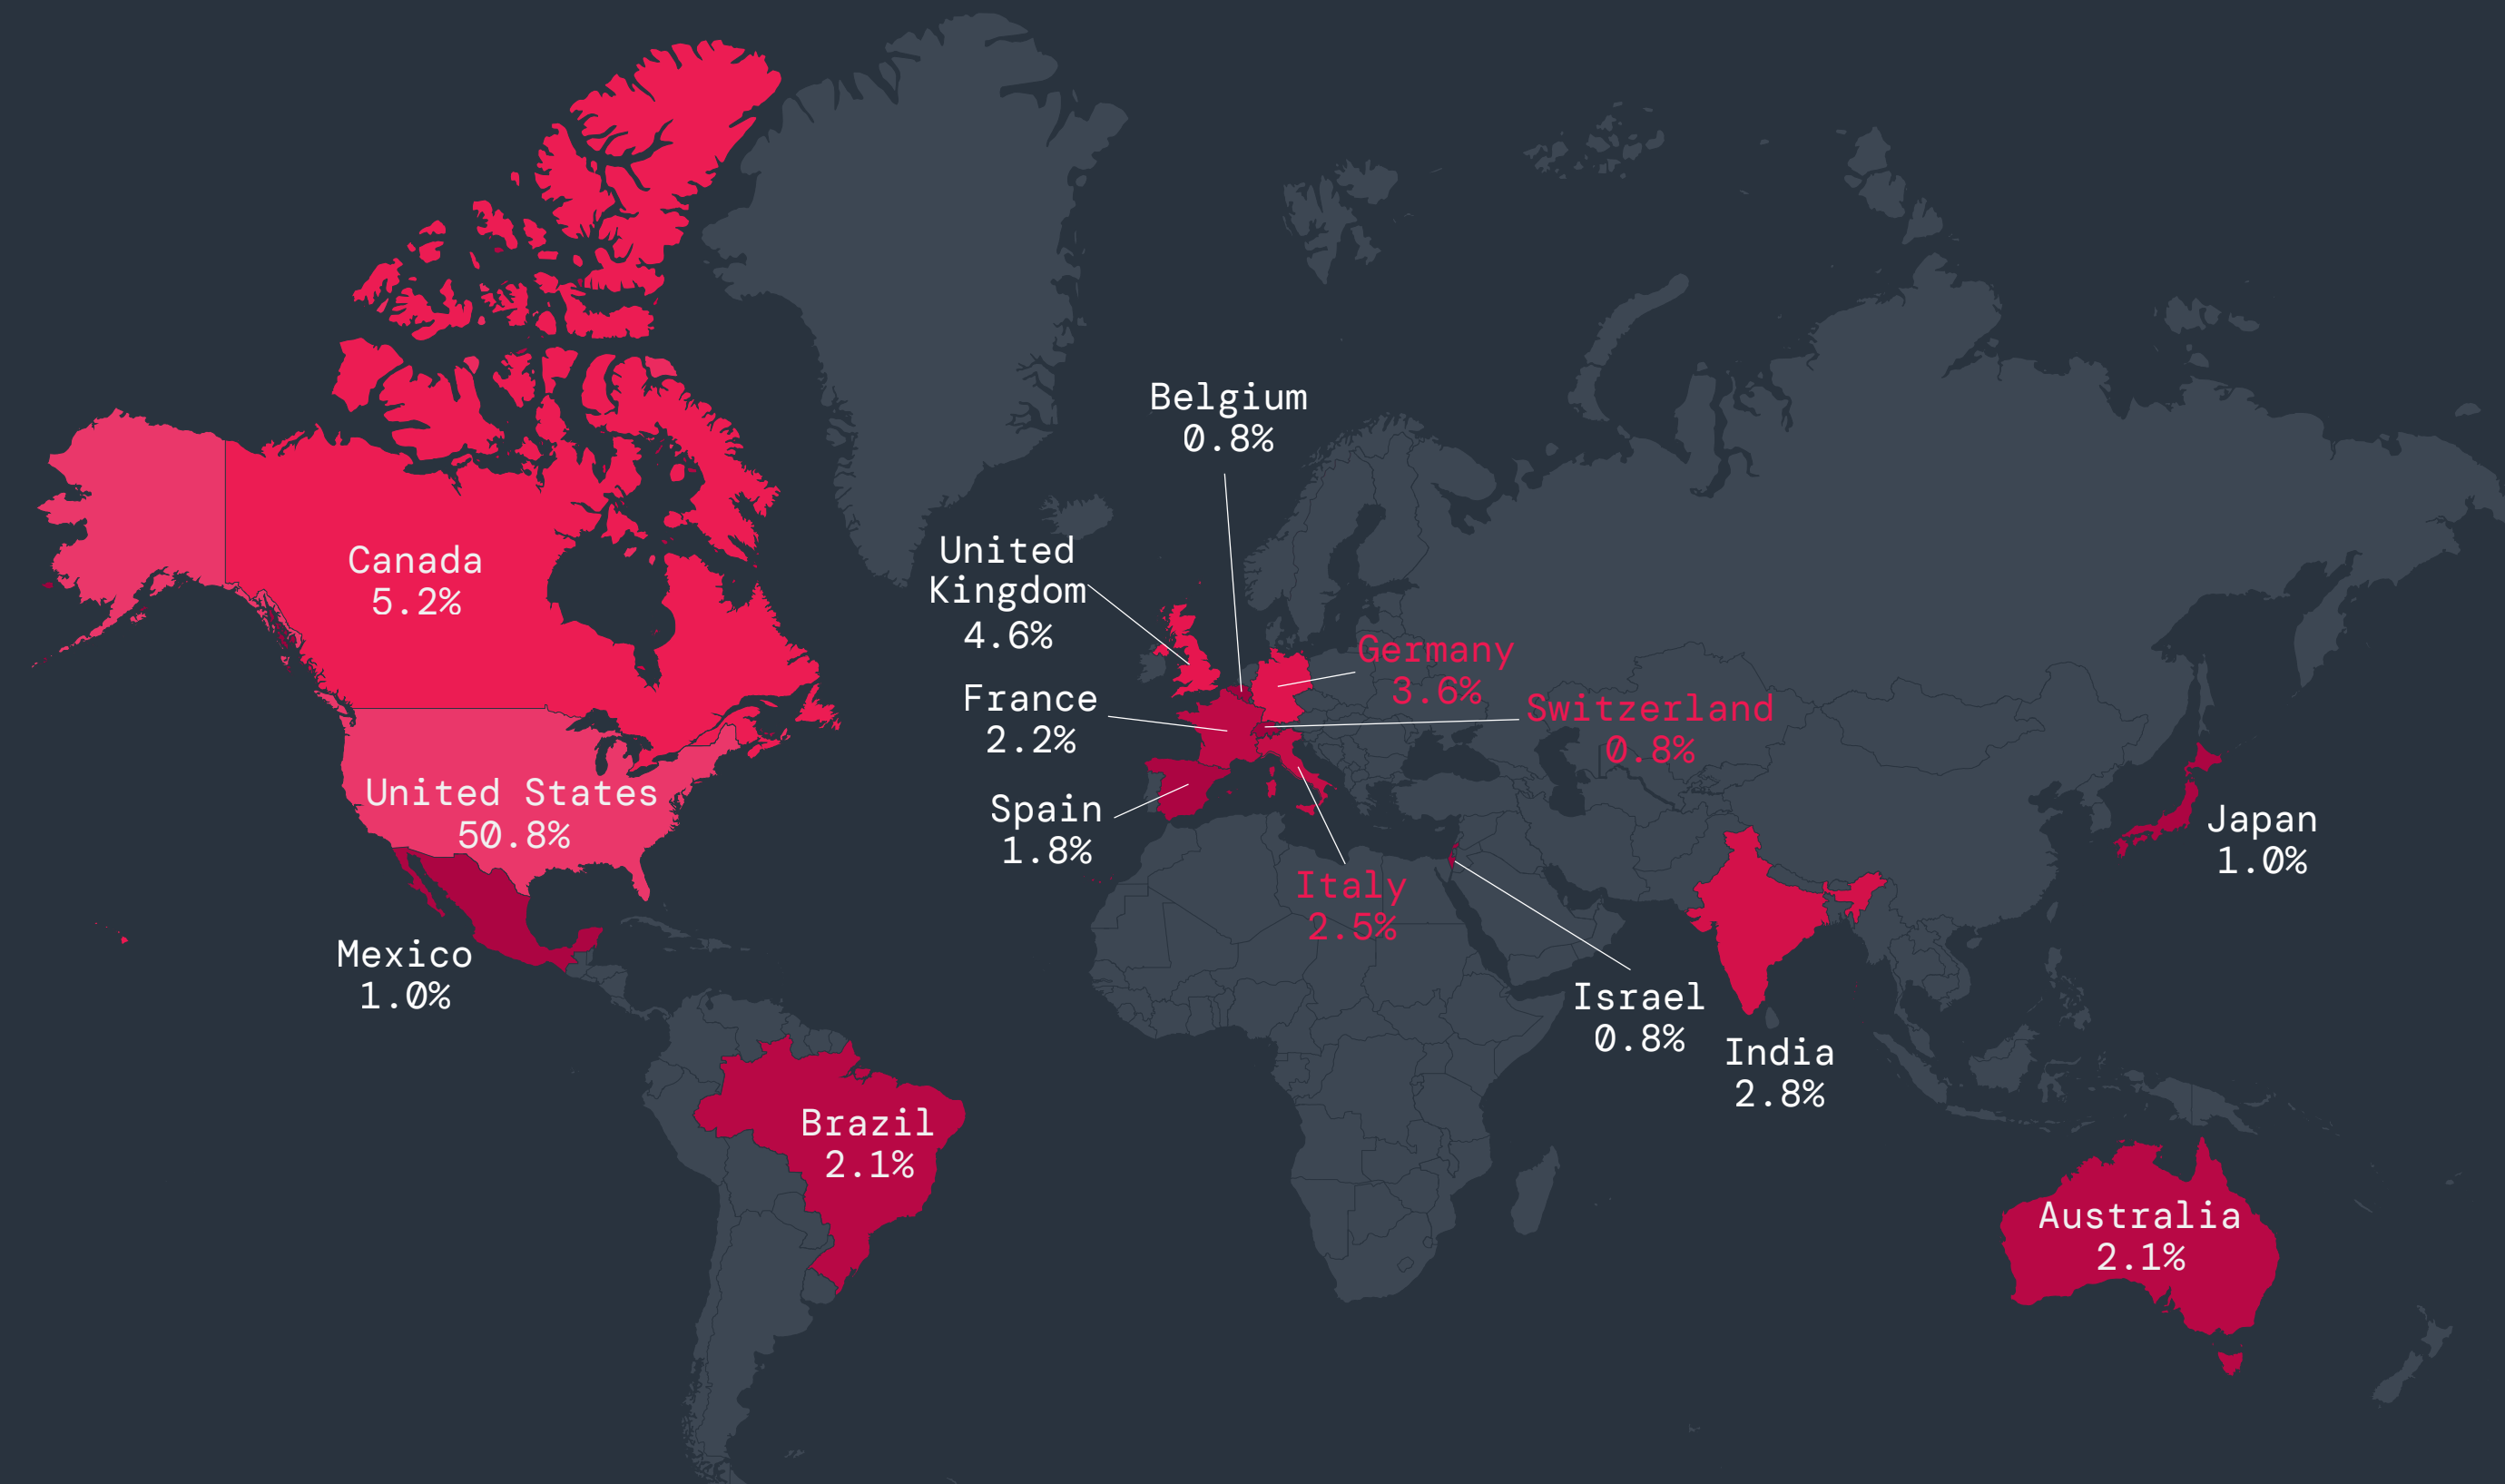 Belgium
0.8%
United
Kingdom
4.6%
Canada
5.2%
Germany
3.6%
France
2.2%
Switzerland
0.8%
United States
50.8%
Spain
1.8%
Japan
1.0%
Italy
2.5%
Mexico
1.0%
Israel
0.8%
India
2.8%
Brazil
2.1%
Australia
2.1%